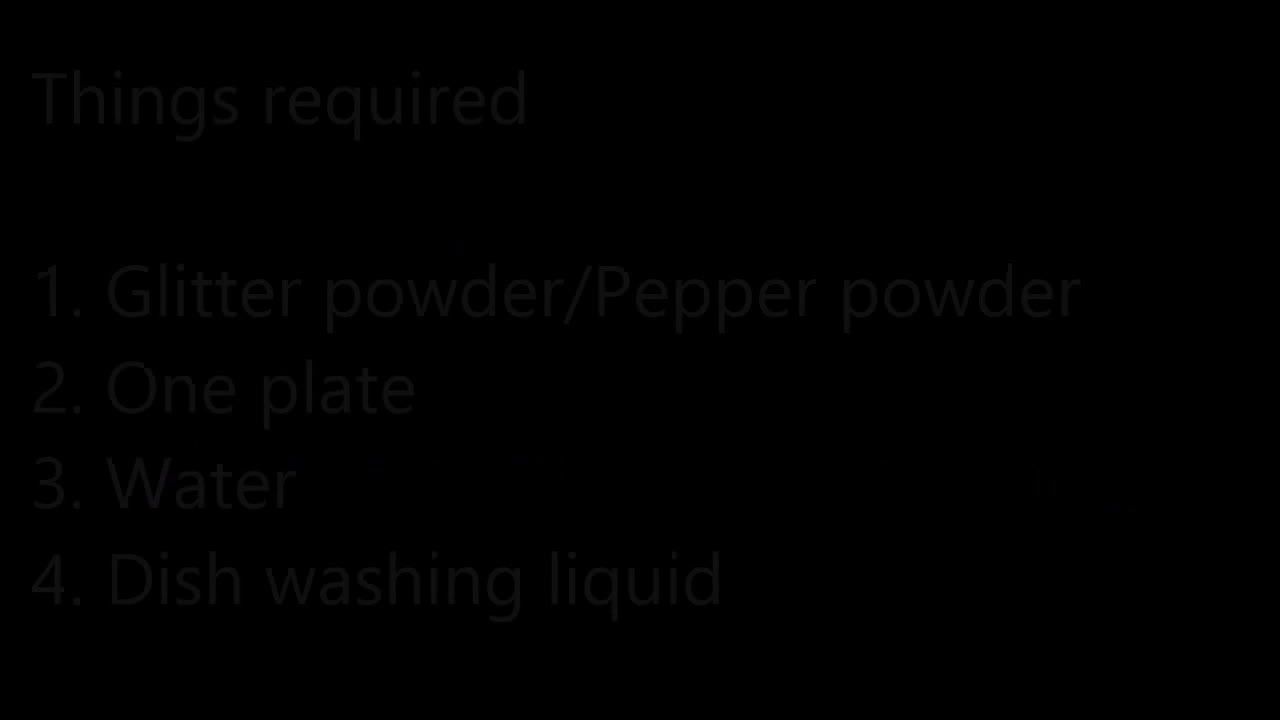 Things required
1. Glitter powder/Pepper powder
2. One plate
3. Water
4. Dish washing liquid